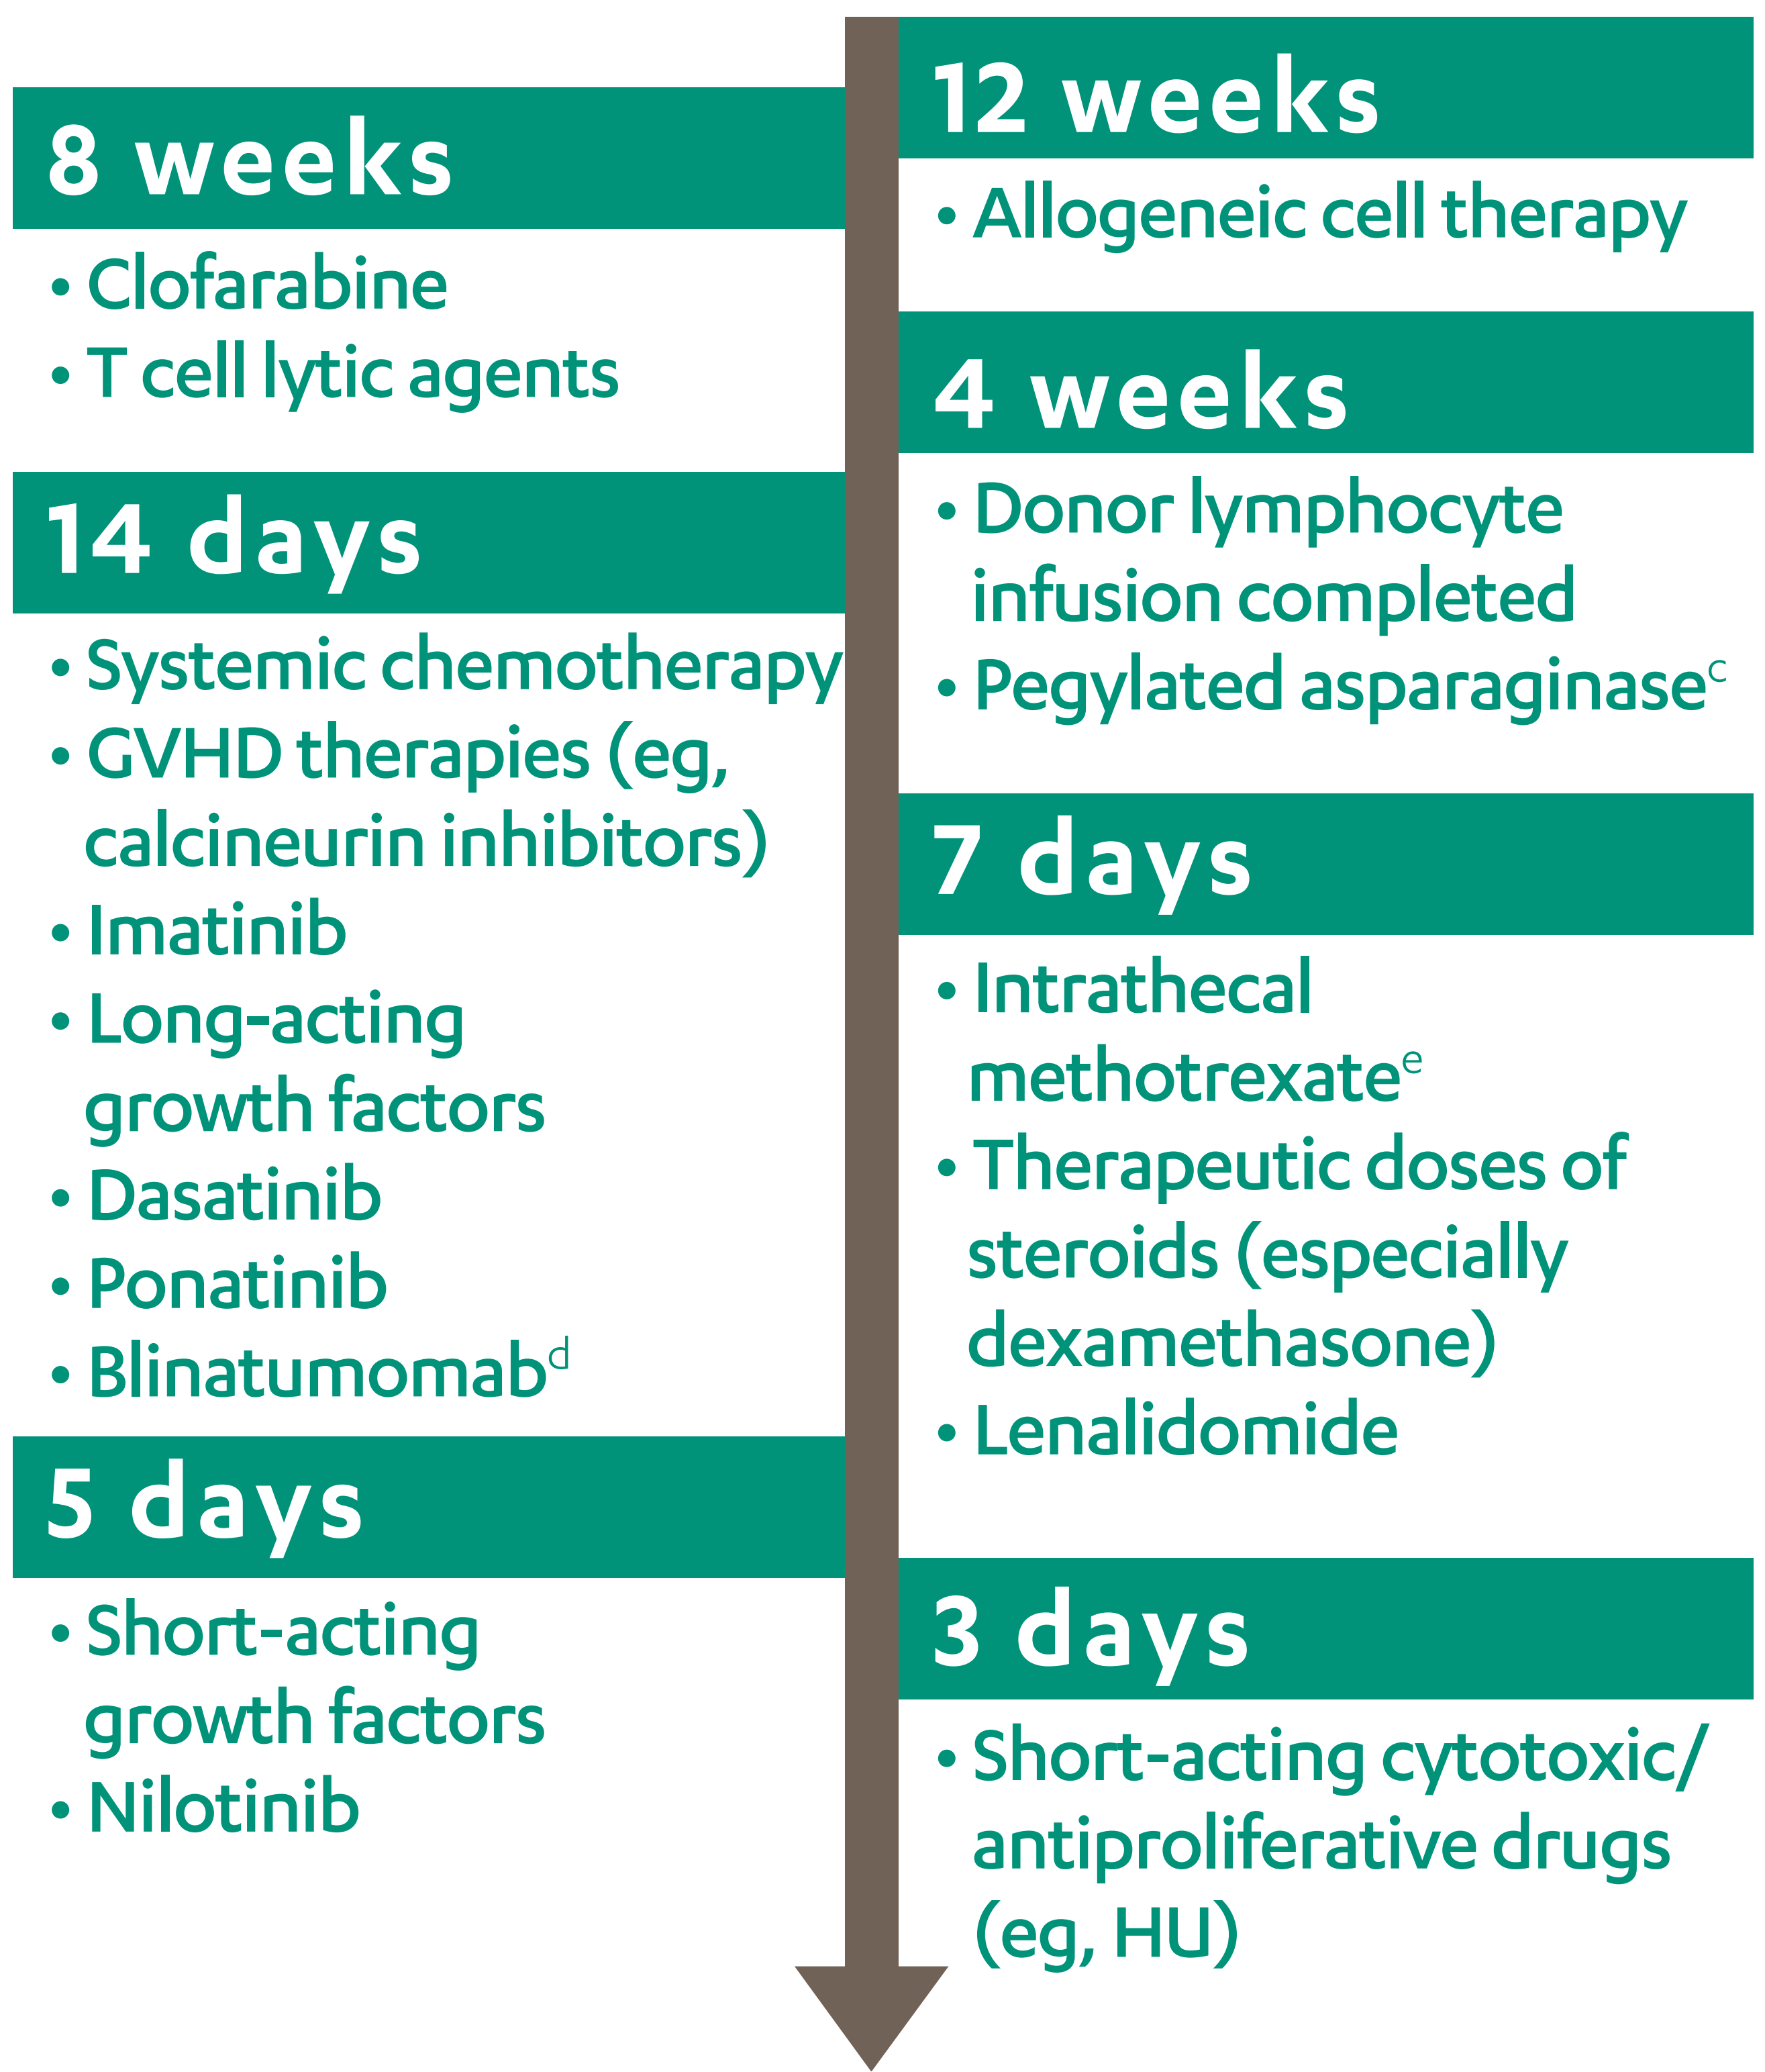 12 weeks
• Allogeneic cell therapy
8 weeks
• Clofarabine
• T cell lytic agents
4 weeks
• Donor lymphocyte
infusion completed
• Pegylated asparaginaseᶜ
14 days
• Systemic chemotherapy
• GVHD therapies (eg,
calcineurin inhibitors)
• Imatinib
• Long-acting
growth factors
• Dasatinib
• Ponatinib
• Blinatumomabᵈ
7 days
• Intrathecal
methotrexateᵉ
• Therapeutic doses of
steroids (especially
dexamethasone)
• Lenalidomide
5 days
• Short-acting
growth factors
• Nilotinib
3 days
• Short-acting cytotoxic/
antiproliferative drugs
(eg, HU)